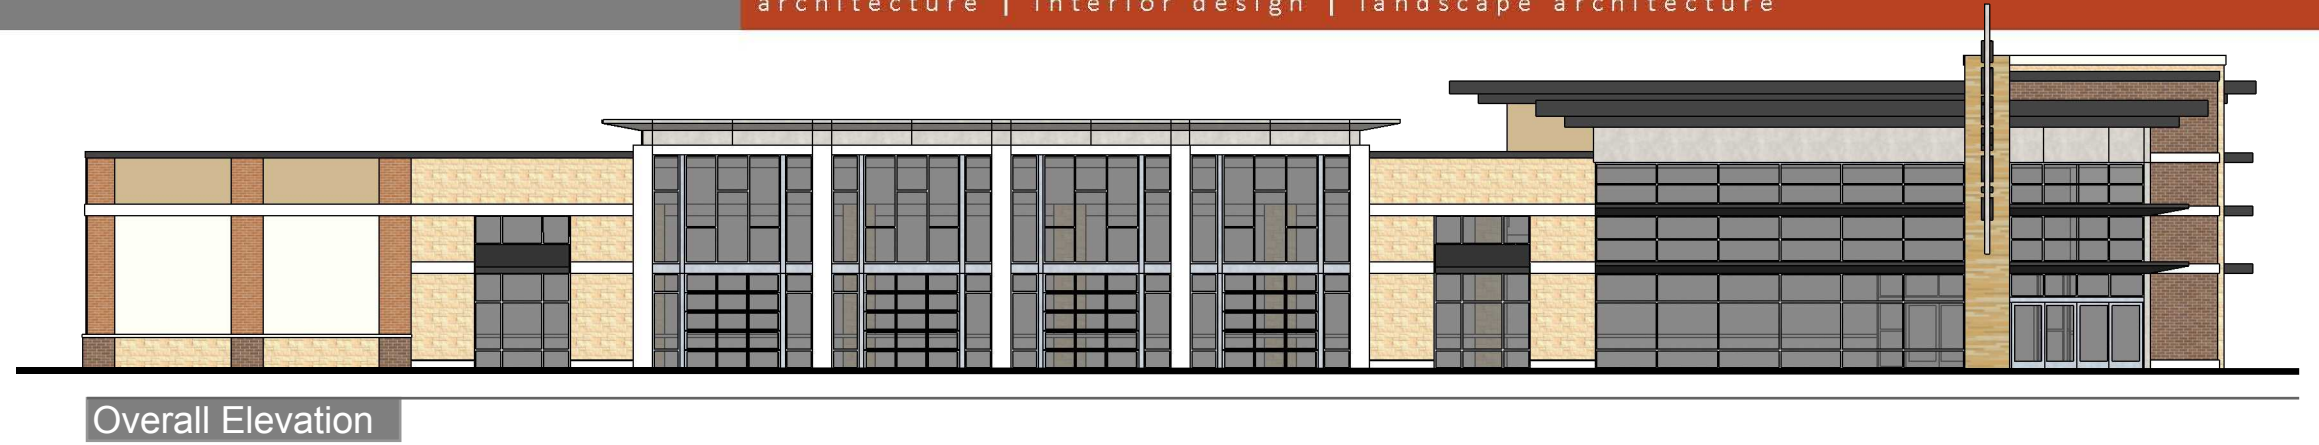 architecture | interior design | landscape architecture
Overall Elevation